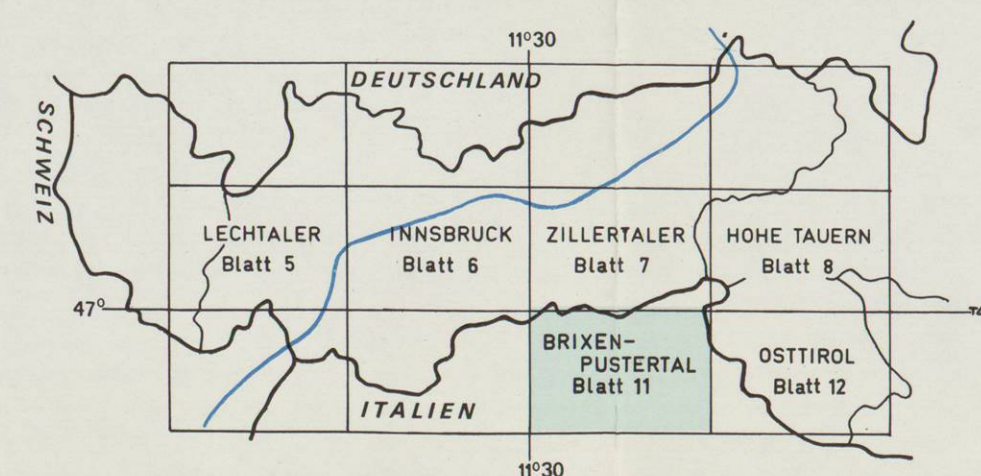 11°30
DEUTSCHLAND
SCHWEIZ
LECHTALER
Blatt 5
INNSBRUCK
Blatt 6
ZILLERTALER
Blatt 7
HOHE TAUERN
Blatt 8
47°
BRIXEN-
PUSTERTAL
Blatt 11
OSTTIROL
Blatt 12
ITALIEN
11°30